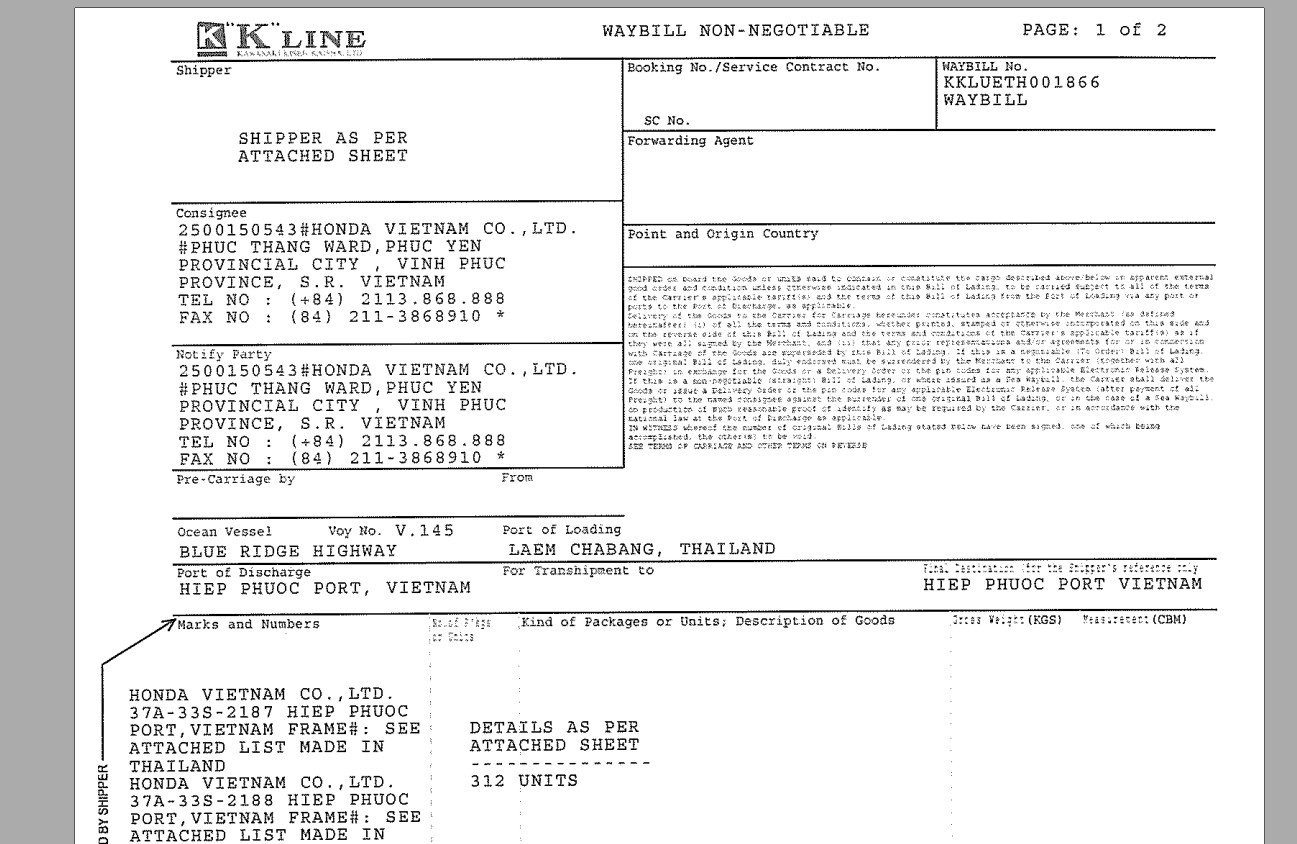 "K" LINE
KAWASAKI KISEN KAISHA, LTD.
WAYBILL NON-NEGOTIABLE
PAGE: 1 of 2
Shipper
SHIPPER AS PER
ATTACHED SHEET
Booking No./Service Contract No.
SC No.
WAYBILL No.
KKLUETH001866
WAYBILL
Forwarding Agent
Consignee
2500150543#HONDA VIETNAM CO.,LTD.
#PHUC THANG WARD,PHUC YEN
PROVINCIAL CITY , VINH PHUC
PROVINCE, S.R. VIETNAM
TEL NO : (+84) 2113.868.888
FAX NO : (84) 211-3868910 *
Point and Origin Country
SHIPPED on board the Goods or units said to contain or constitute the cargo described above/below in apparent external
good order and condition unless otherwise indicated in this Bill of Lading, to be carried subject to all of the terms
of the Carrier's applicable tariff(s) and the terms of this Bill of Lading from the Port of Loading via any port or
ports to the Port of Discharge, as applicable.
Delivery of the Goods to the Carrier for Carriage hereunder constitutes acceptance by the Merchant (as defined
hereinafter) (i) of all the terms and conditions, whether printed, stamped or otherwise incorporated on this side and
on the reverse side of this Bill of Lading and the terms and conditions of the Carrier's applicable tariff(s) as if
they were all signed by the Merchant, and (ii) that any prior representations and/or agreements for or in connection
with Carriage of the Goods are superseded by this Bill of Lading. If this is a negotiable (To Order) Bill of Lading,
one original Bill of Lading, duly endorsed must be surrendered by the Merchant to the Carrier (together with all
Freight) in exchange for the Goods or a Delivery Order or the pin codes for any applicable Electronic Release System.
If this is a non-negotiable (straight) Bill of Lading, or where issued as a Sea Waybill, the Carrier shall deliver the
Goods or issue a Delivery Order or the pin codes for any applicable Electronic Release System (after payment of all
Freight) to the named consignee against the surrender of one original Bill of Lading, or in the case of a Sea Waybill,
on production of such reasonable proof of identify as may be required by the Carrier, or in accordance with the
national law at the Port of Discharge as applicable.
IN WITNESS whereof the number of original Bills of Lading stated below have been signed, one of which being
accomplished, the other(s) to be void.
SEE TERMS OF CARRIAGE AND OTHER TERMS ON REVERSE
Notify Party
2500150543#HONDA VIETNAM CO.,LTD.
#PHUC THANG WARD,PHUC YEN
PROVINCIAL CITY , VINH PHUC
PROVINCE, S.R. VIETNAM
TEL NO : (+84) 2113.868.888
FAX NO : (84) 211-3868910 *
Pre-Carriage by From
Ocean Vessel Voy No. V.145 Port of Loading
BLUE RIDGE HIGHWAY LAEM CHABANG, THAILAND
Port of Discharge For Transhipment to Final Destination (for the Shipper's reference only
HIEP PHUOC PORT, VIETNAM HIEP PHUOC PORT VIETNAM
Marks and Numbers No.of P'kgs Kind of Packages or Units; Description of Goods Gross Weight(KGS) Measurement(CBM)
or Units
HONDA VIETNAM CO.,LTD.
37A-33S-2187 HIEP PHUOC
PORT,VIETNAM FRAME#: SEE
ATTACHED LIST MADE IN
THAILAND
HONDA VIETNAM CO.,LTD.
37A-33S-2188 HIEP PHUOC
PORT,VIETNAM FRAME#: SEE
ATTACHED LIST MADE IN
DETAILS AS PER
ATTACHED SHEET
---------------
312 UNITS
D BY SHIPPER